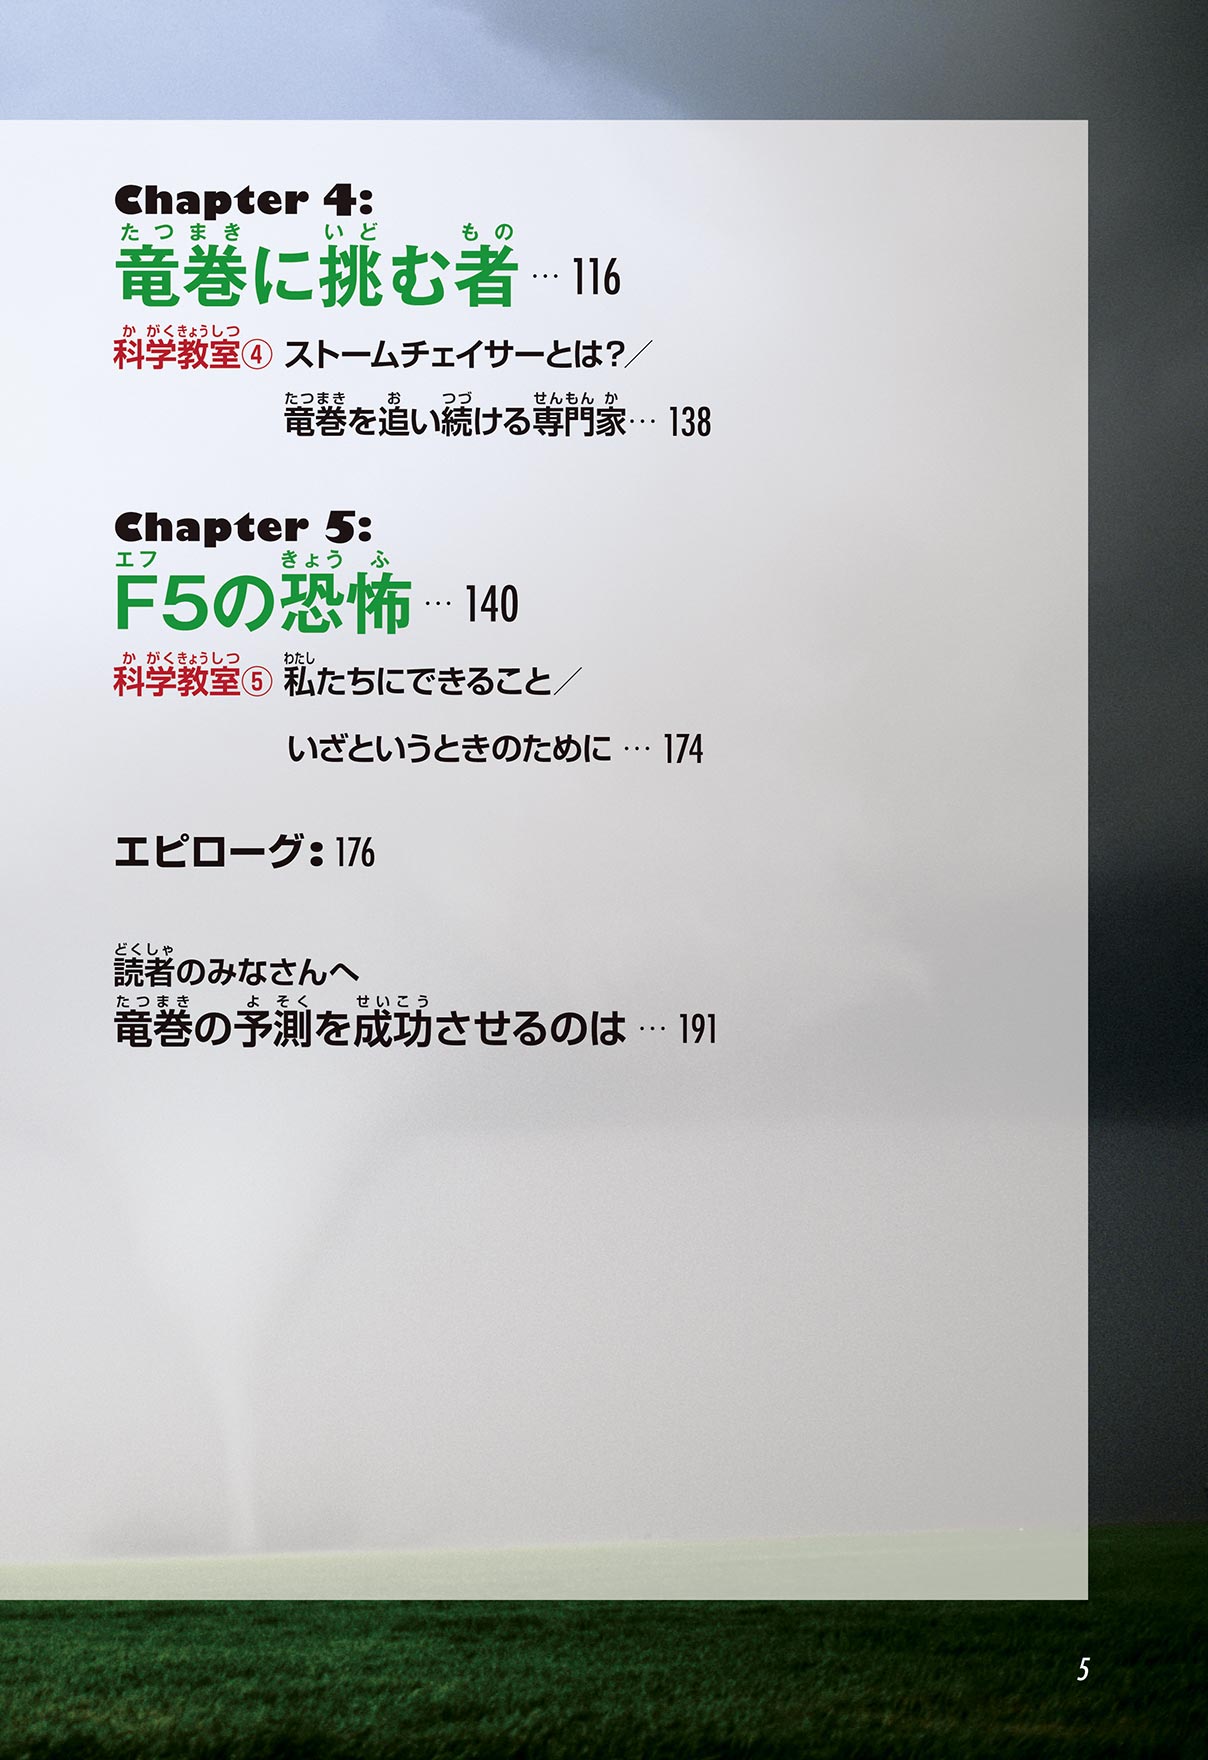 Chapter 4:
たつまき いど もの
竜巻に挑む者 … 116
かがくきょうしつ
科学教室④ ストームチェイサーとは?／
たつまき お つづ せんもんか
竜巻を追い続ける専門家… 138
Chapter 5:
エフ きょうふ
F5の恐怖 … 140
かがくきょうしつ わたし
科学教室⑤ 私たちにできること／
いざというときのために … 174
エピローグ: 176
どくしゃ
読者のみなさんへ
たつまき よそく せいこう
竜巻の予測を成功させるのは … 191
5